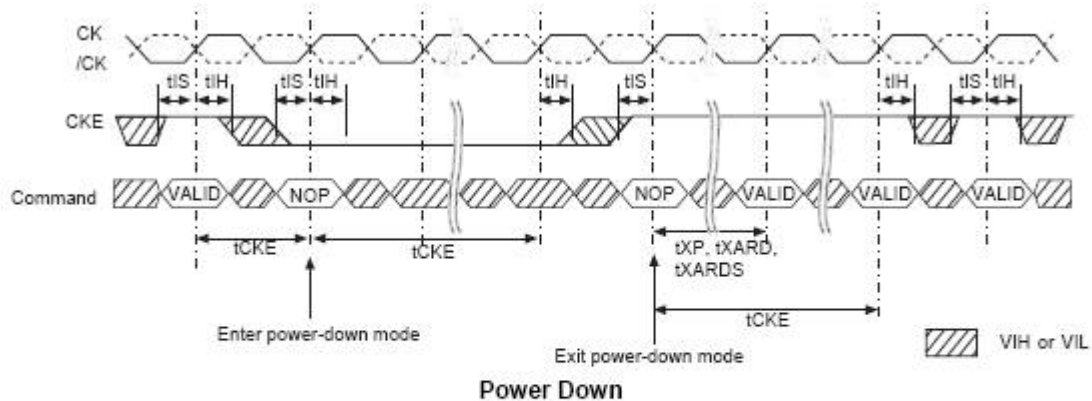 CK
/CK
tIS tIH tIS tIH tIH tIS tIH tIS tIH
CKE
Command VALID NOP NOP VALID VALID VALID
tCKE tCKE tXP, tXARD,
tXARDS
tCKE
Enter power-down mode
Exit power-down mode
VIH or VIL
Power Down